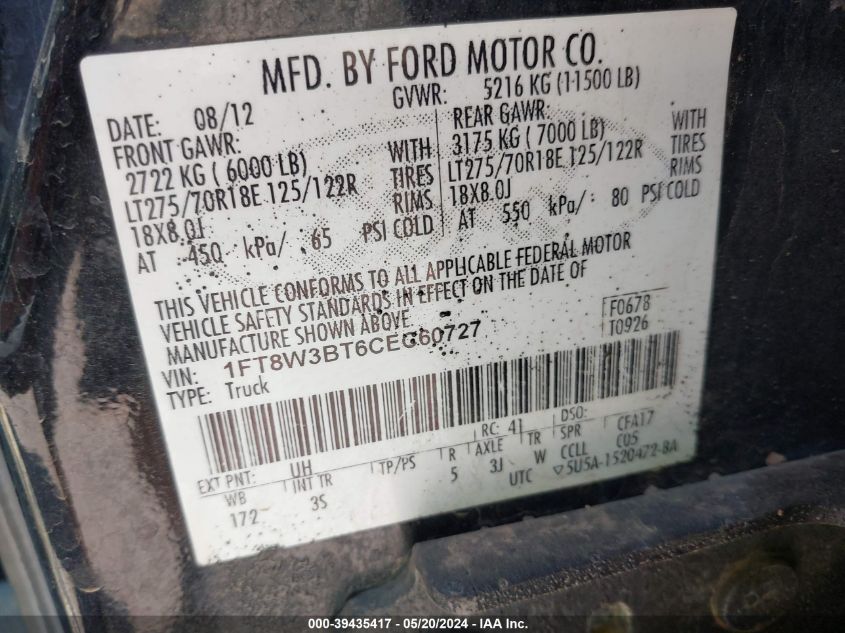 MFD. BY FORD MOTOR CO.
DATE: 08/12 GVWR: 5216 KG (11500 LB)
FRONT GAWR: REAR GAWR:
2722 KG (6000 LB) WITH 3175 KG (7000 LB) WITH
LT275/70R18E 125/122R TIRES LT275/70R18E 125/122R TIRES
18X8.0J RIMS 18X8.0J RIMS
AT 450 kPa/ 65 PSI COLD AT 550 kPa/ 80 PSI COLD
THIS VEHICLE CONFORMS TO ALL APPLICABLE FEDERAL MOTOR
VEHICLE SAFETY STANDARDS IN EFFECT ON THE DATE OF
MANUFACTURE SHOWN ABOVE. F0678
VIN: 1FT8W3BT6CEC60727 T0926
TYPE: Truck
EXT PNT: UH RC: 41 DSO:
WB INT TR TP/PS R AXLE TR SPR CFA17
172 3S 5 3J W CCLL CU5
UTC ▽5U5A-1520472-BA
000-39435417 - 05/20/2024 - IAA Inc.